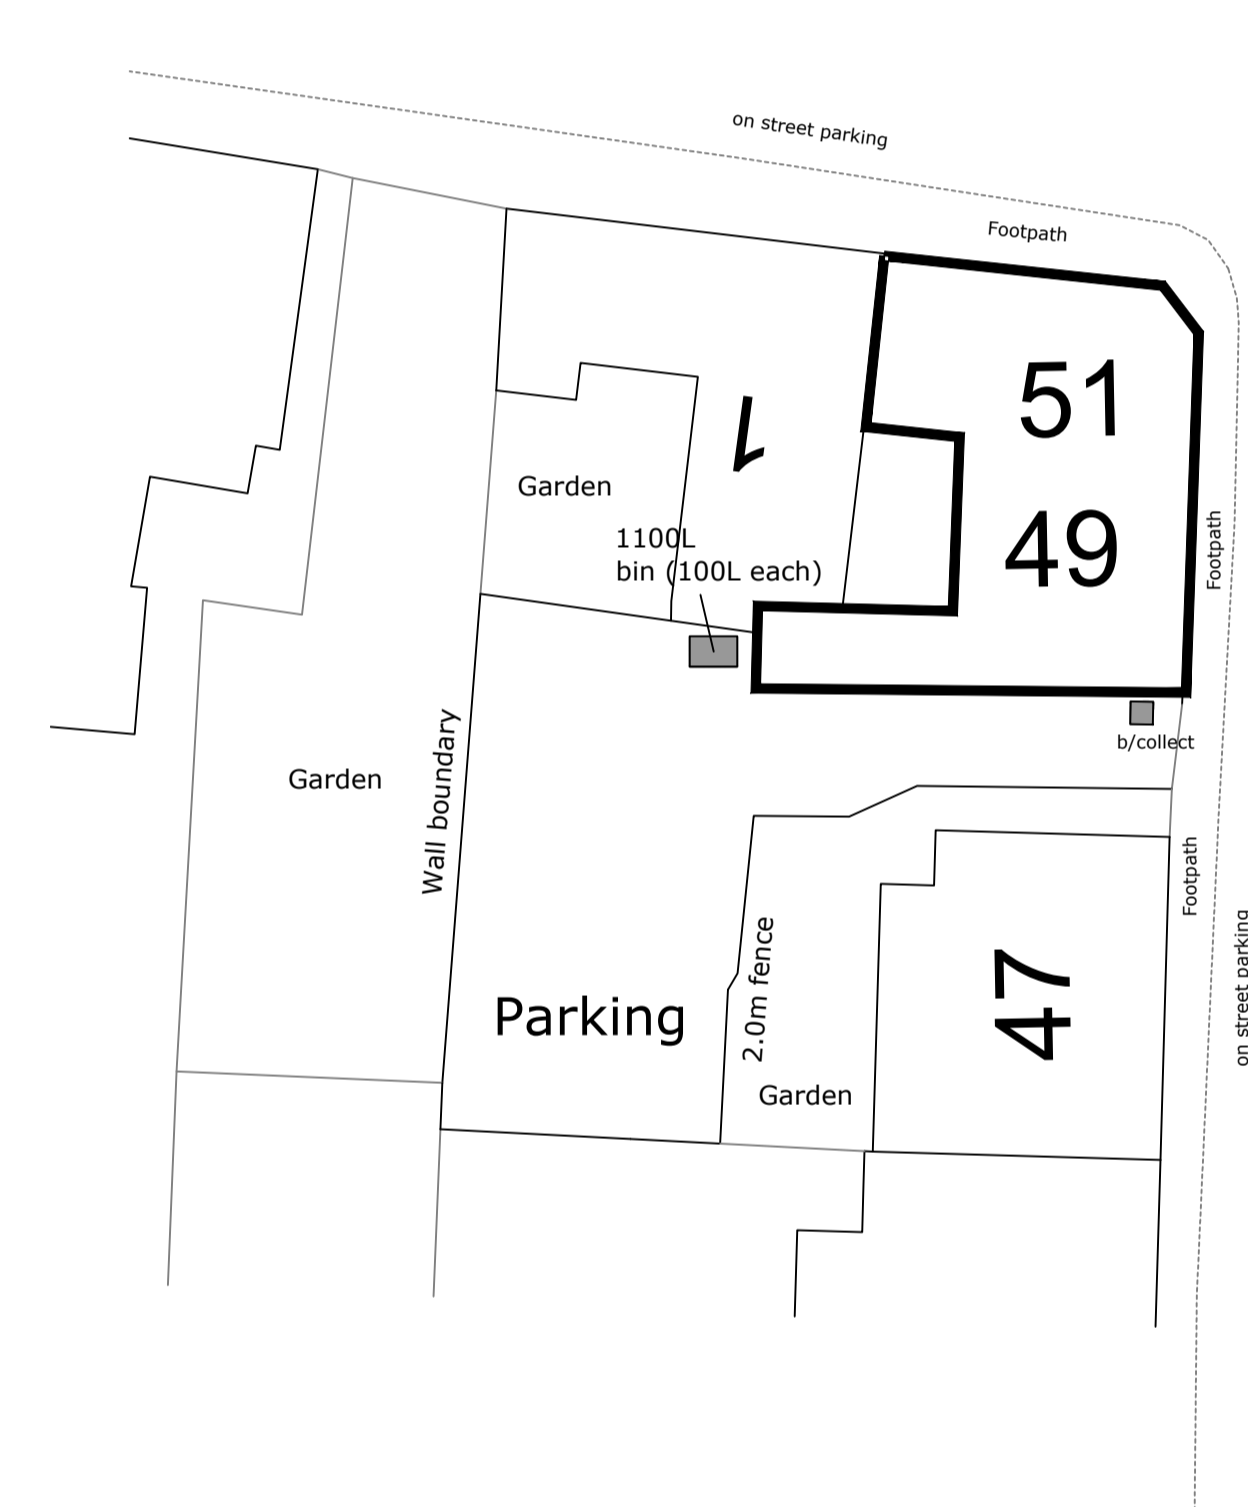 on street parking
Footpath
51
1
Garden
49
1100L
bin (100L each)
Footpath
b/collect
Wall boundary
Garden
Footpath
2.0m fence
47
Parking
on street parking
Garden